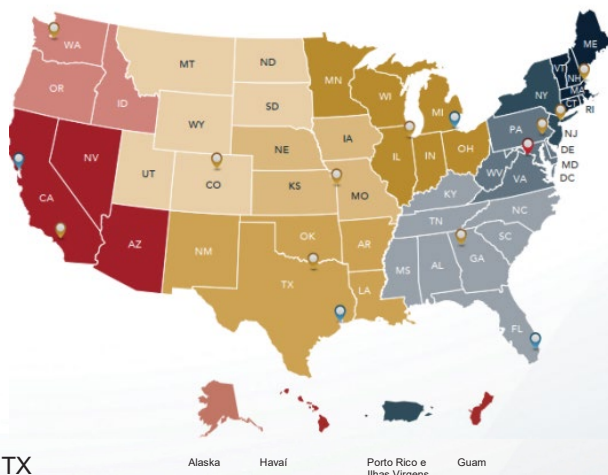 WA
ME
MT
ND
VT
MN
NH
OR
ID
SD
WI
NY
MA
MI
CT
RI
WY
IA
PA
NJ
NE
OH
DE
NV
IL
IN
MD
UT
WV
VA
DC
CO
KS
MO
KY
CA
NC
TN
OK
AR
SC
AZ
NM
MS
AL
GA
TX
LA
FL
TX
Alaska
Havaí
Porto Rico e
Ilhas Virgens
Guam